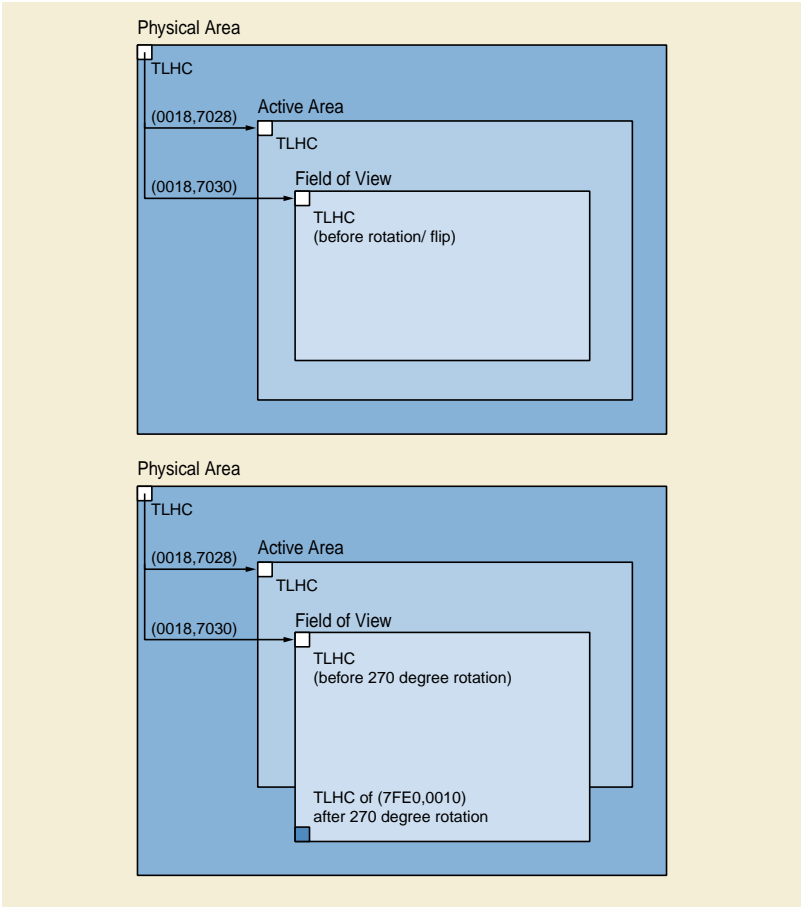 Physical Area
TLHC
(0018,7028)
Active Area
TLHC
(0018,7030)
Field of View
TLHC
(before rotation/ flip)
Physical Area
TLHC
(0018,7028)
Active Area
TLHC
(0018,7030)
Field of View
TLHC
(before 270 degree rotation)
TLHC of (7FE0,0010)
after 270 degree rotation